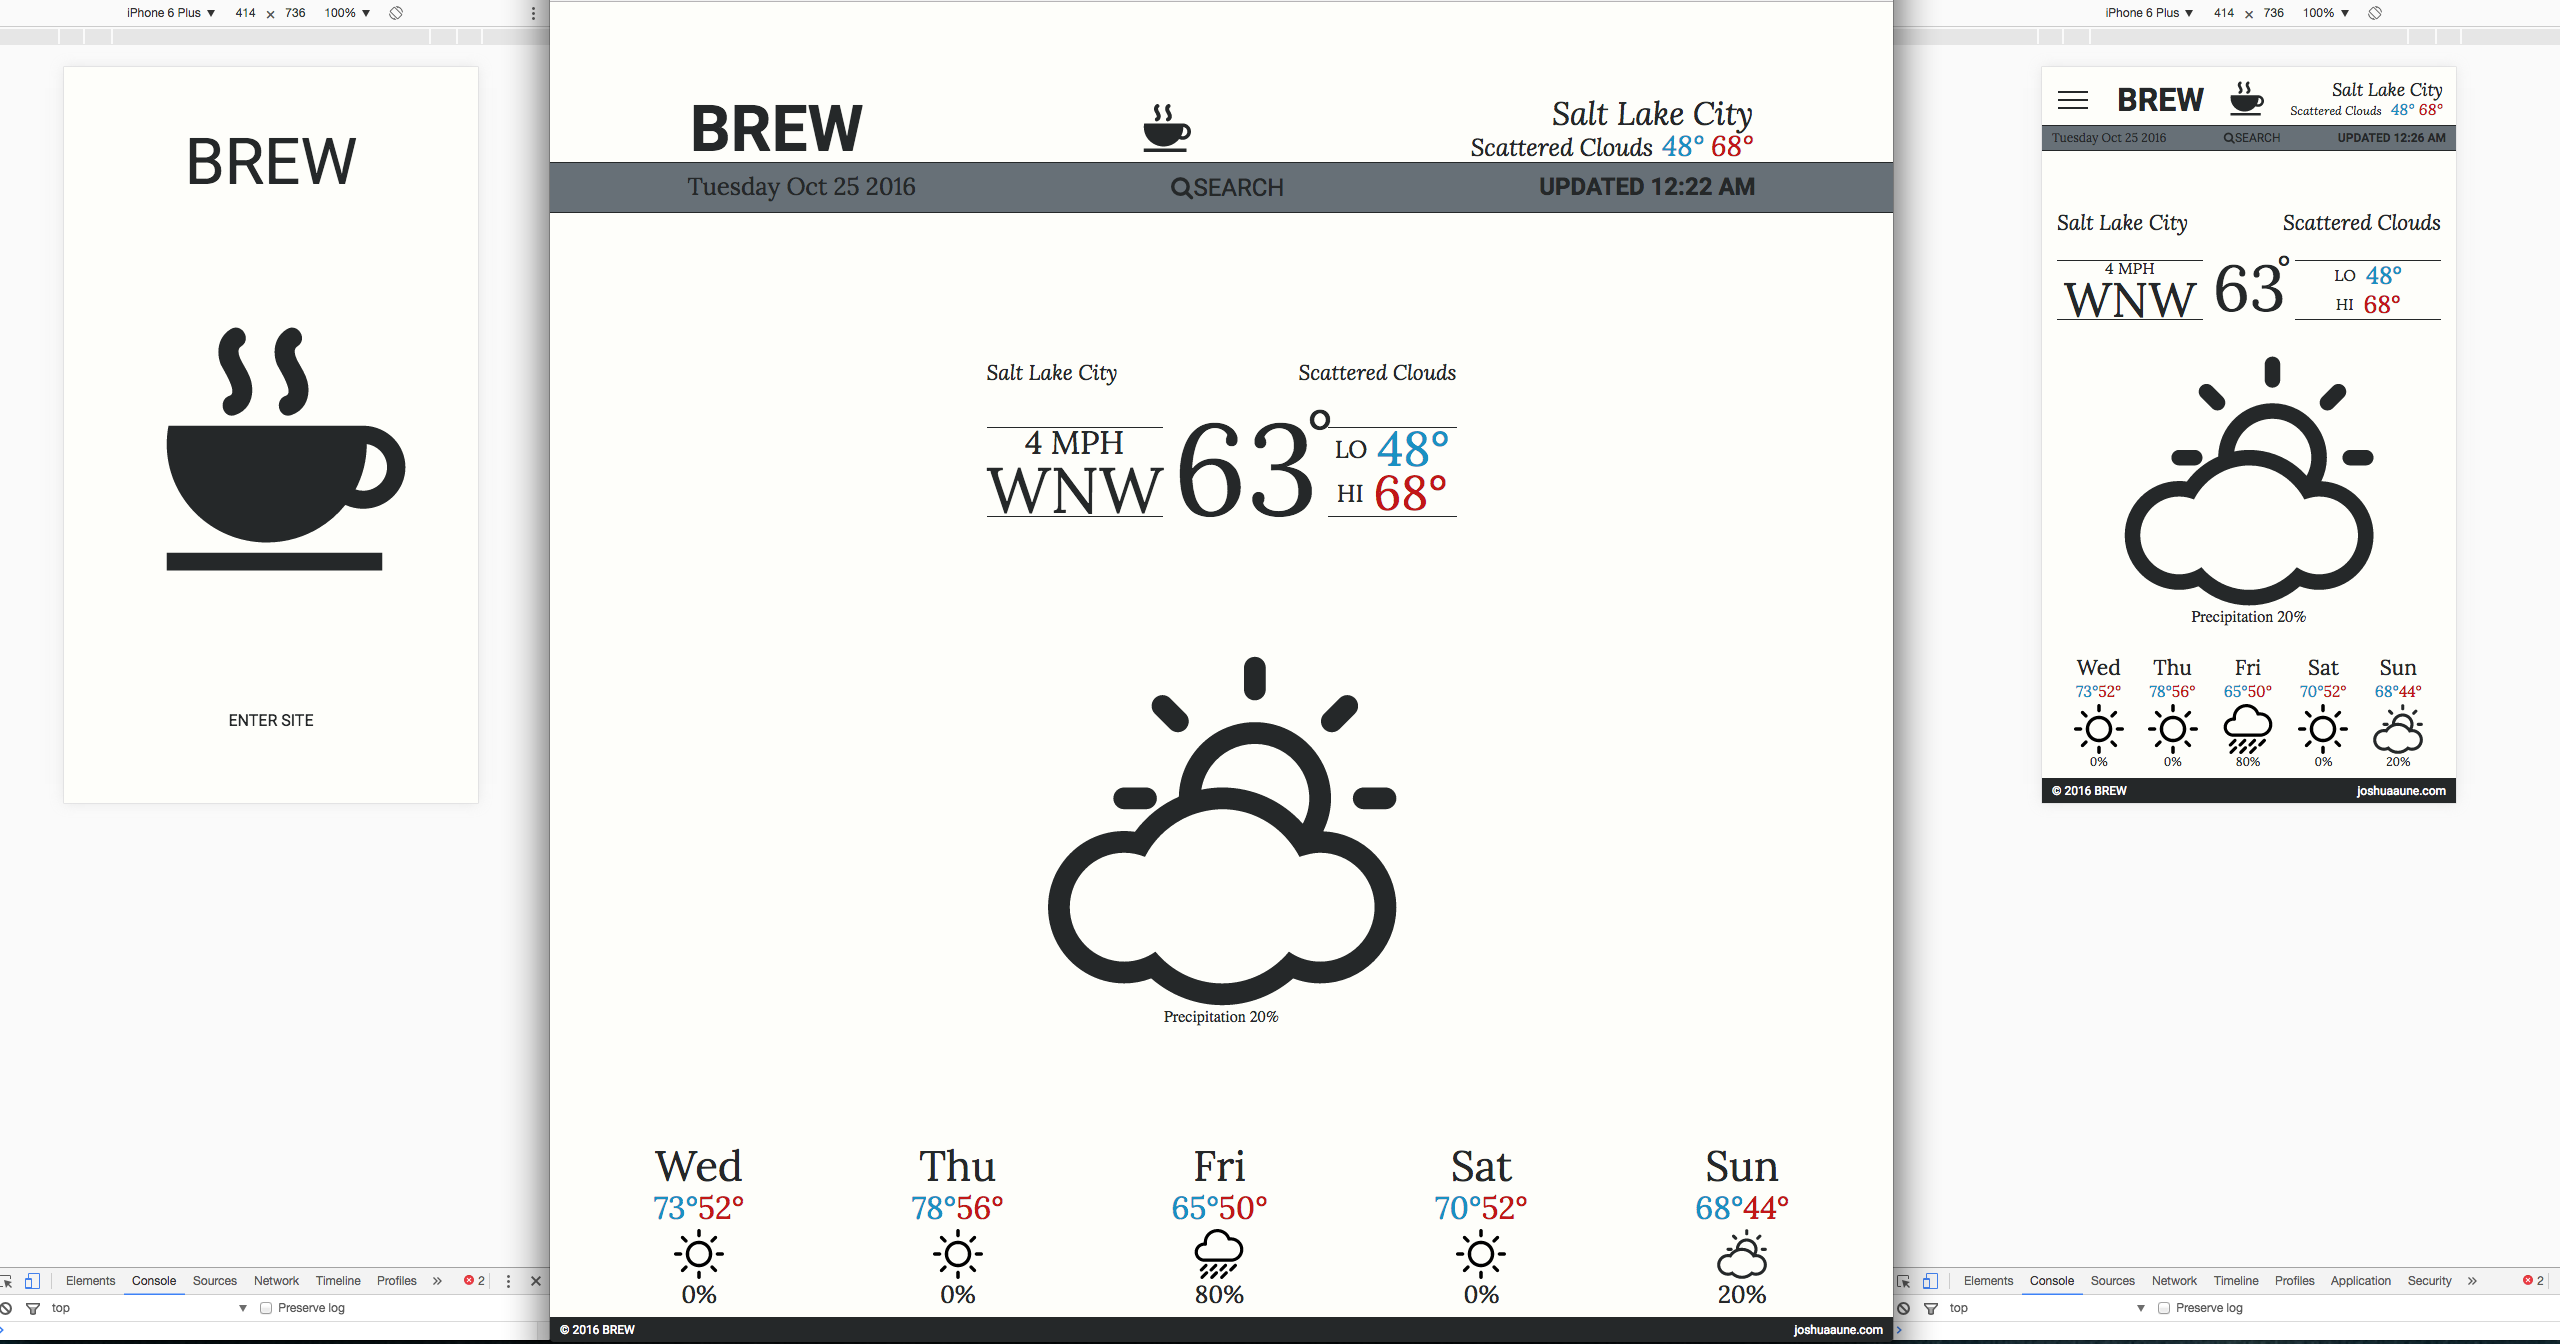 iPhone 6 Plus ▼ 414 × 736 100% ▼
BREW
ENTER SITE
Elements Console Sources Network Timeline Profiles » 2
top ▼ Preserve log
BREW
Salt Lake City
Scattered Clouds 48° 68°
Tuesday Oct 25 2016 SEARCH UPDATED 12:22 AM
Salt Lake City Scattered Clouds
4 MPH
WNW
63°
LO 48°
HI 68°
Precipitation 20%
Wed Thu Fri Sat Sun
73°52° 78°56° 65°50° 70°52° 68°44°
0% 0% 80% 0% 20%
© 2016 BREW joshuaaune.com
iPhone 6 Plus ▼ 414 × 736 100% ▼
BREW
Salt Lake City
Scattered Clouds 48° 68°
Tuesday Oct 25 2016 SEARCH UPDATED 12:26 AM
Salt Lake City Scattered Clouds
4 MPH
WNW
63°
LO 48°
HI 68°
Precipitation 20%
Wed Thu Fri Sat Sun
73°52° 78°56° 65°50° 70°52° 68°44°
0% 0% 80% 0% 20%
© 2016 BREW joshuaaune.com
Elements Console Sources Network Timeline Profiles Application Security » 2
top ▼ Preserve log